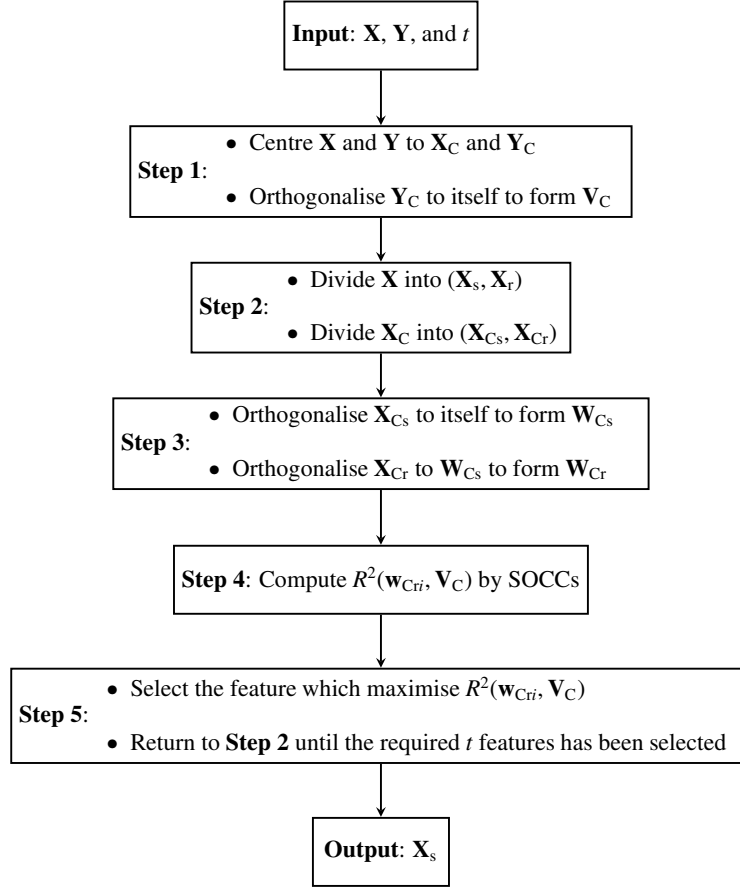 Input: X, Y, and t
Step 1:
• Centre X and Y to X_C and Y_C
• Orthogonalise Y_C to itself to form V_C
Step 2:
• Divide X into (X_s, X_r)
• Divide X_C into (X_Cs, X_Cr)
Step 3:
• Orthogonalise X_Cs to itself to form W_Cs
• Orthogonalise X_Cr to W_Cs to form W_Cr
Step 4: Compute R²(w_Cri, V_C) by SOCCs
Step 5:
• Select the feature which maximise R²(w_Cri, V_C)
• Return to Step 2 until the required t features has been selected
Output: X_s